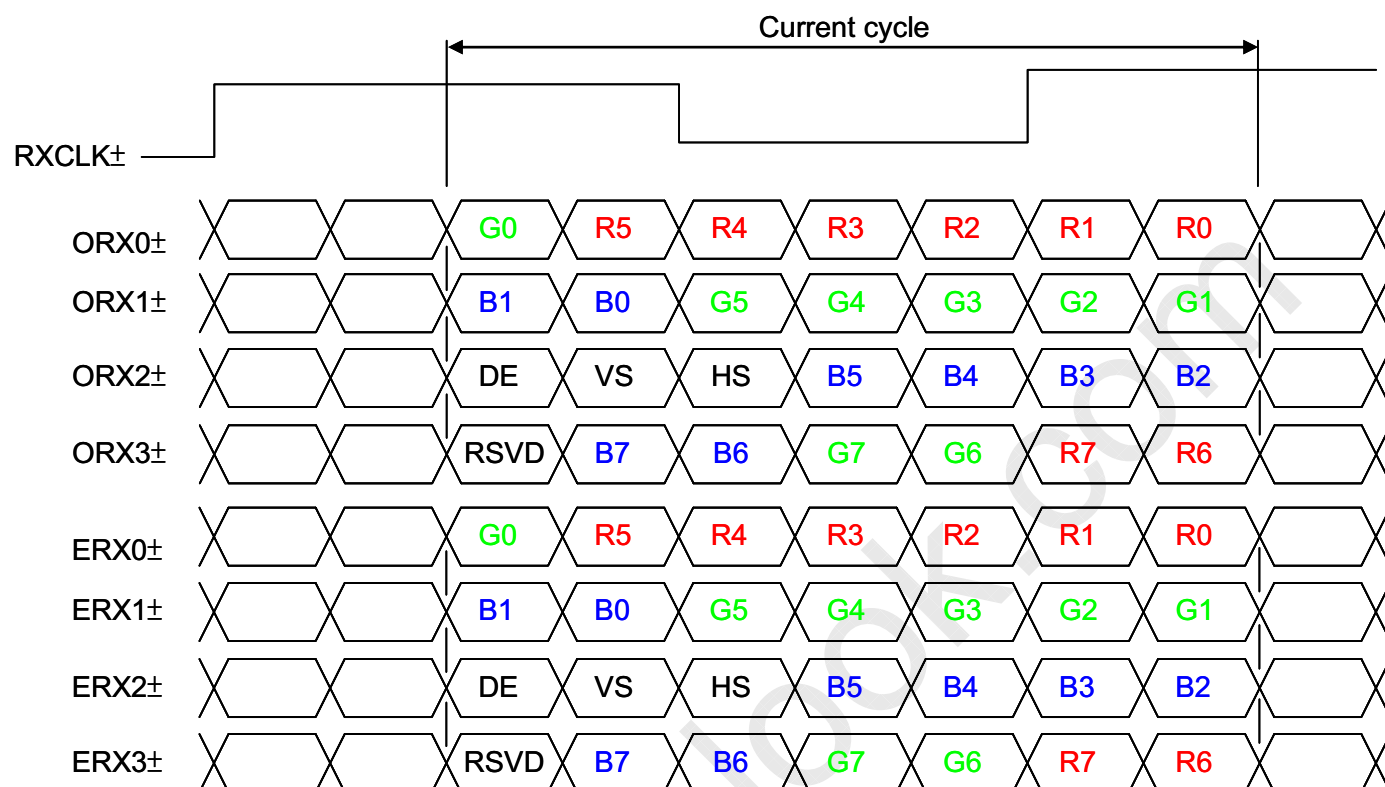 Current cycle
RXCLK±
ORX0± G0 R5 R4 R3 R2 R1 R0
ORX1± B1 B0 G5 G4 G3 G2 G1
ORX2± DE VS HS B5 B4 B3 B2
ORX3± RSVD B7 B6 G7 G6 R7 R6
ERX0± G0 R5 R4 R3 R2 R1 R0
ERX1± B1 B0 G5 G4 G3 G2 G1
ERX2± DE VS HS B5 B4 B3 B2
ERX3± RSVD B7 B6 G7 G6 R7 R6
look.com